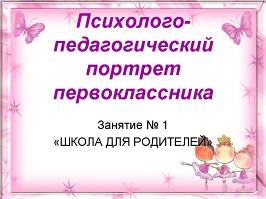 Психолого-
педагогический
портрет
первоклассника
Занятие № 1
«ШКОЛА ДЛЯ РОДИТЕЛЕЙ»